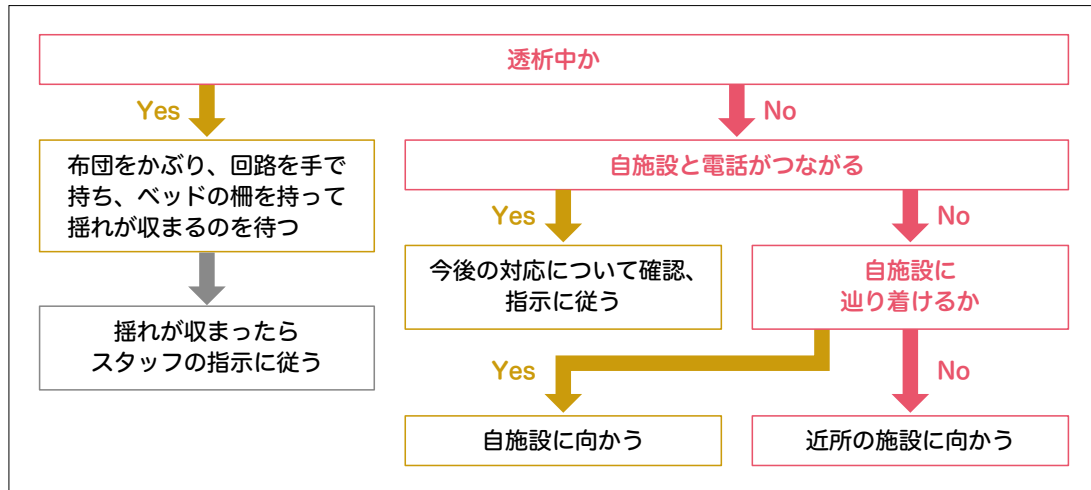 透析中か
Yes
No
布団をかぶり、回路を手で
持ち、ベッドの柵を持って
揺れが収まるのを待つ
自施設と電話がつながる
Yes
No
揺れが収まったら
スタッフの指示に従う
今後の対応について確認、
指示に従う
自施設に
辿り着けるか
Yes
No
自施設に向かう
近所の施設に向かう